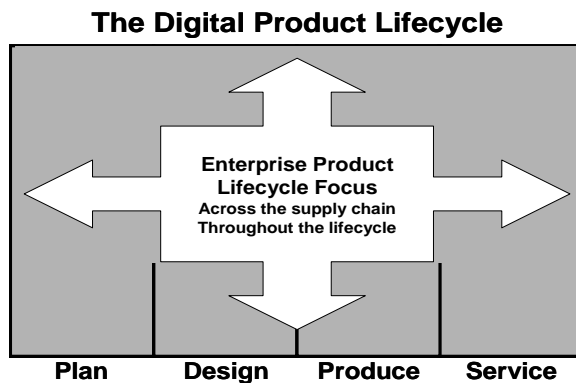 The Digital Product Lifecycle
Enterprise Product
Lifecycle Focus
Across the supply chain
Throughout the lifecycle
Plan Design Produce Service